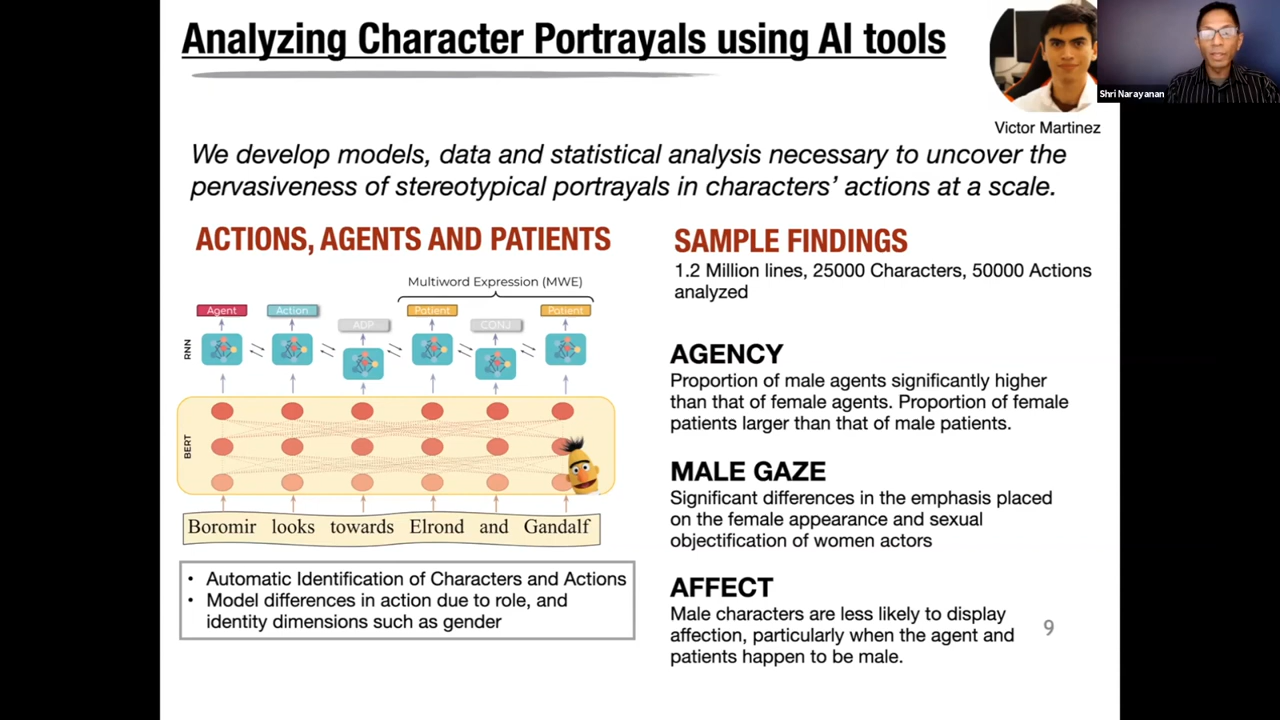 Analyzing Character Portrayals using AI tools
Shri Narayanan
Victor Martinez
We develop models, data and statistical analysis necessary to uncover the
pervasiveness of stereotypical portrayals in characters' actions at a scale.
ACTIONS, AGENTS AND PATIENTS
Multiword Expression (MWE)
Agent
Action
ADP
Patient
CONJ
Patient
RNN
BERT
Boromir looks towards Elrond and Gandalf
• Automatic Identification of Characters and Actions
• Model differences in action due to role, and
identity dimensions such as gender
SAMPLE FINDINGS
1.2 Million lines, 25000 Characters, 50000 Actions
analyzed
AGENCY
Proportion of male agents significantly higher
than that of female agents. Proportion of female
patients larger than that of male patients.
MALE GAZE
Significant differences in the emphasis placed
on the female appearance and sexual
objectification of women actors
AFFECT
Male characters are less likely to display
affection, particularly when the agent and
patients happen to be male.
9